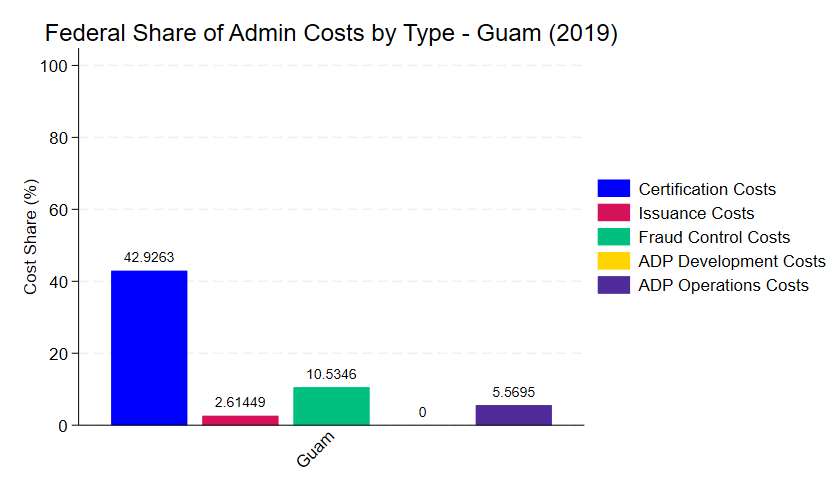 Federal Share of Admin Costs by Type - Guam (2019)
100
80
60
40
20
0
Cost Share (%)
42.9263
2.61449
10.5346
0
5.5695
Guam
Certification Costs
Issuance Costs
Fraud Control Costs
ADP Development Costs
ADP Operations Costs